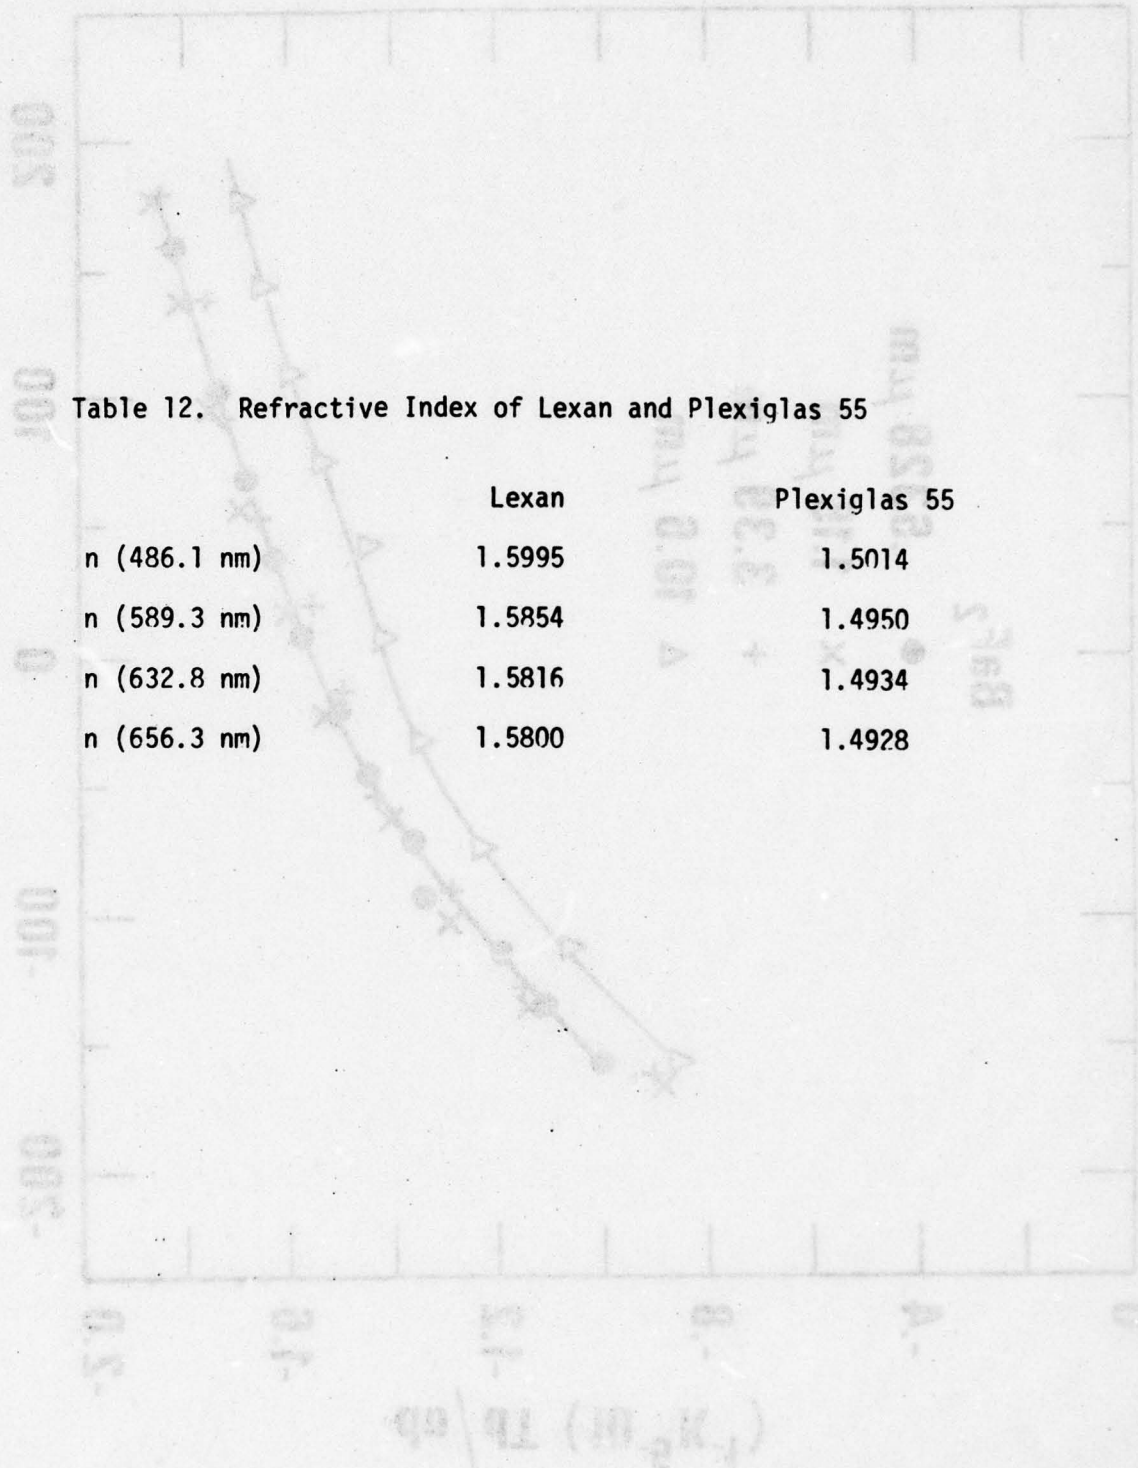 Table 12. Refractive Index of Lexan and Plexiglas 55
Lexan Plexiglas 55
n (486.1 nm) 1.5995 1.5014
n (589.3 nm) 1.5854 1.4950
n (632.8 nm) 1.5816 1.4934
n (656.3 nm) 1.5800 1.4928